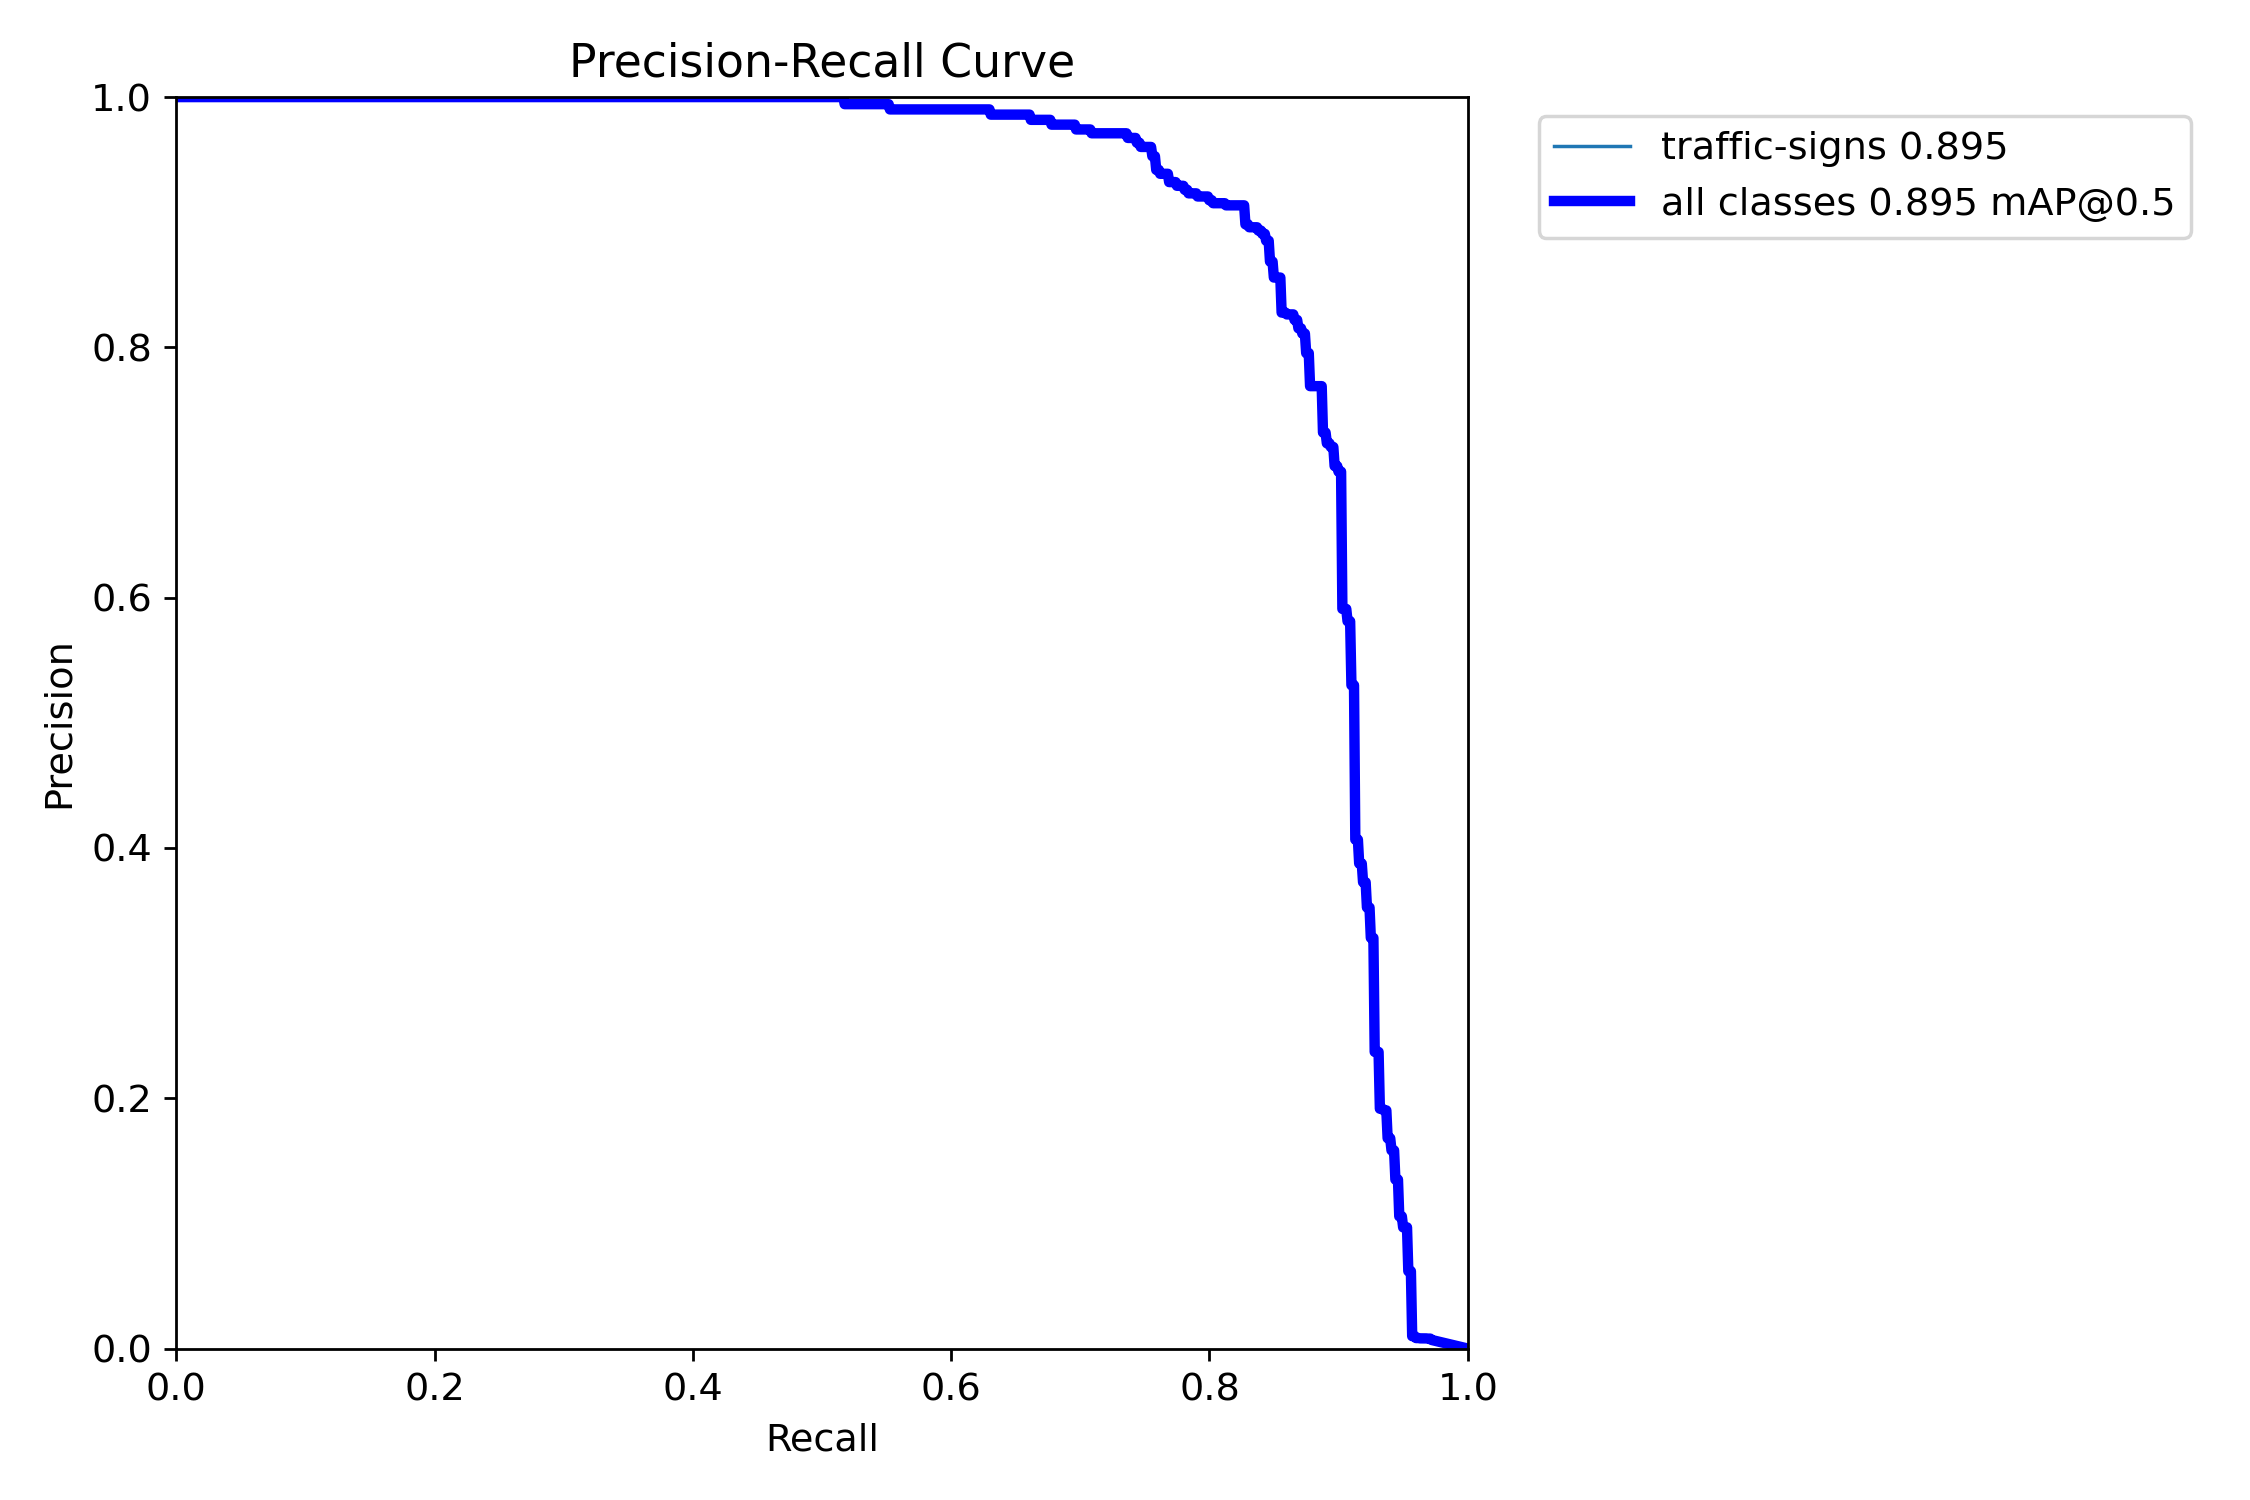 Precision-Recall Curve
1.0
0.8
0.6
0.4
0.2
0.0
Precision
0.0 0.2 0.4 0.6 0.8 1.0
Recall
traffic-signs 0.895
all classes 0.895 mAP@0.5